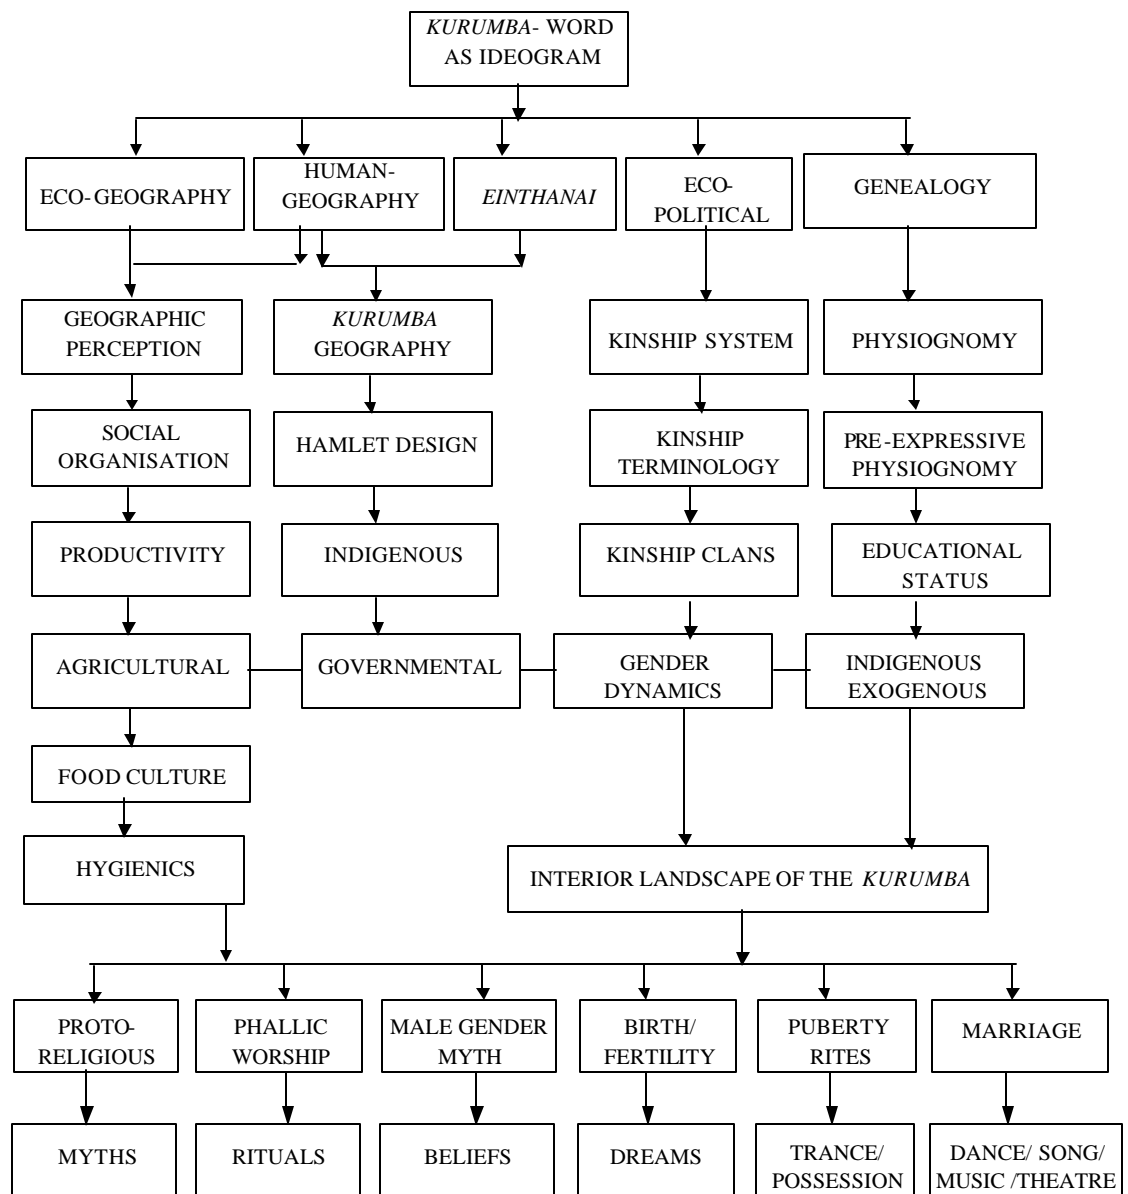 KURUMBA- WORD
AS IDEOGRAM
ECO-GEOGRAPHY
HUMAN-
GEOGRAPHY
EINTHANAI
ECO-
POLITICAL
GENEALOGY
GEOGRAPHIC
PERCEPTION
KURUMBA
GEOGRAPHY
KINSHIP SYSTEM
PHYSIOGNOMY
SOCIAL
ORGANISATION
HAMLET DESIGN
KINSHIP
TERMINOLOGY
PRE-EXPRESSIVE
PHYSIOGNOMY
PRODUCTIVITY
INDIGENOUS
KINSHIP CLANS
EDUCATIONAL
STATUS
AGRICULTURAL
GOVERNMENTAL
GENDER
DYNAMICS
INDIGENOUS
EXOGENOUS
FOOD CULTURE
HYGIENICS
INTERIOR LANDSCAPE OF THE KURUMBA
PROTO-
RELIGIOUS
PHALLIC
WORSHIP
MALE GENDER
MYTH
BIRTH/
FERTILITY
PUBERTY
RITES
MARRIAGE
MYTHS
RITUALS
BELIEFS
DREAMS
TRANCE/
POSSESSION
DANCE/ SONG/
MUSIC /THEATRE